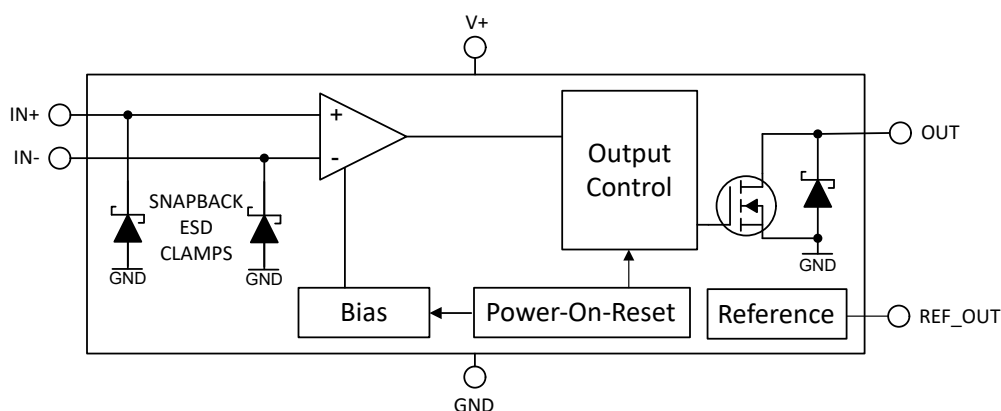 V+
IN+
IN-
+
-
SNAPBACK
ESD
CLAMPS
GND
GND
Output
Control
OUT
GND
Bias
Power-On-Reset
Reference
REF_OUT
GND